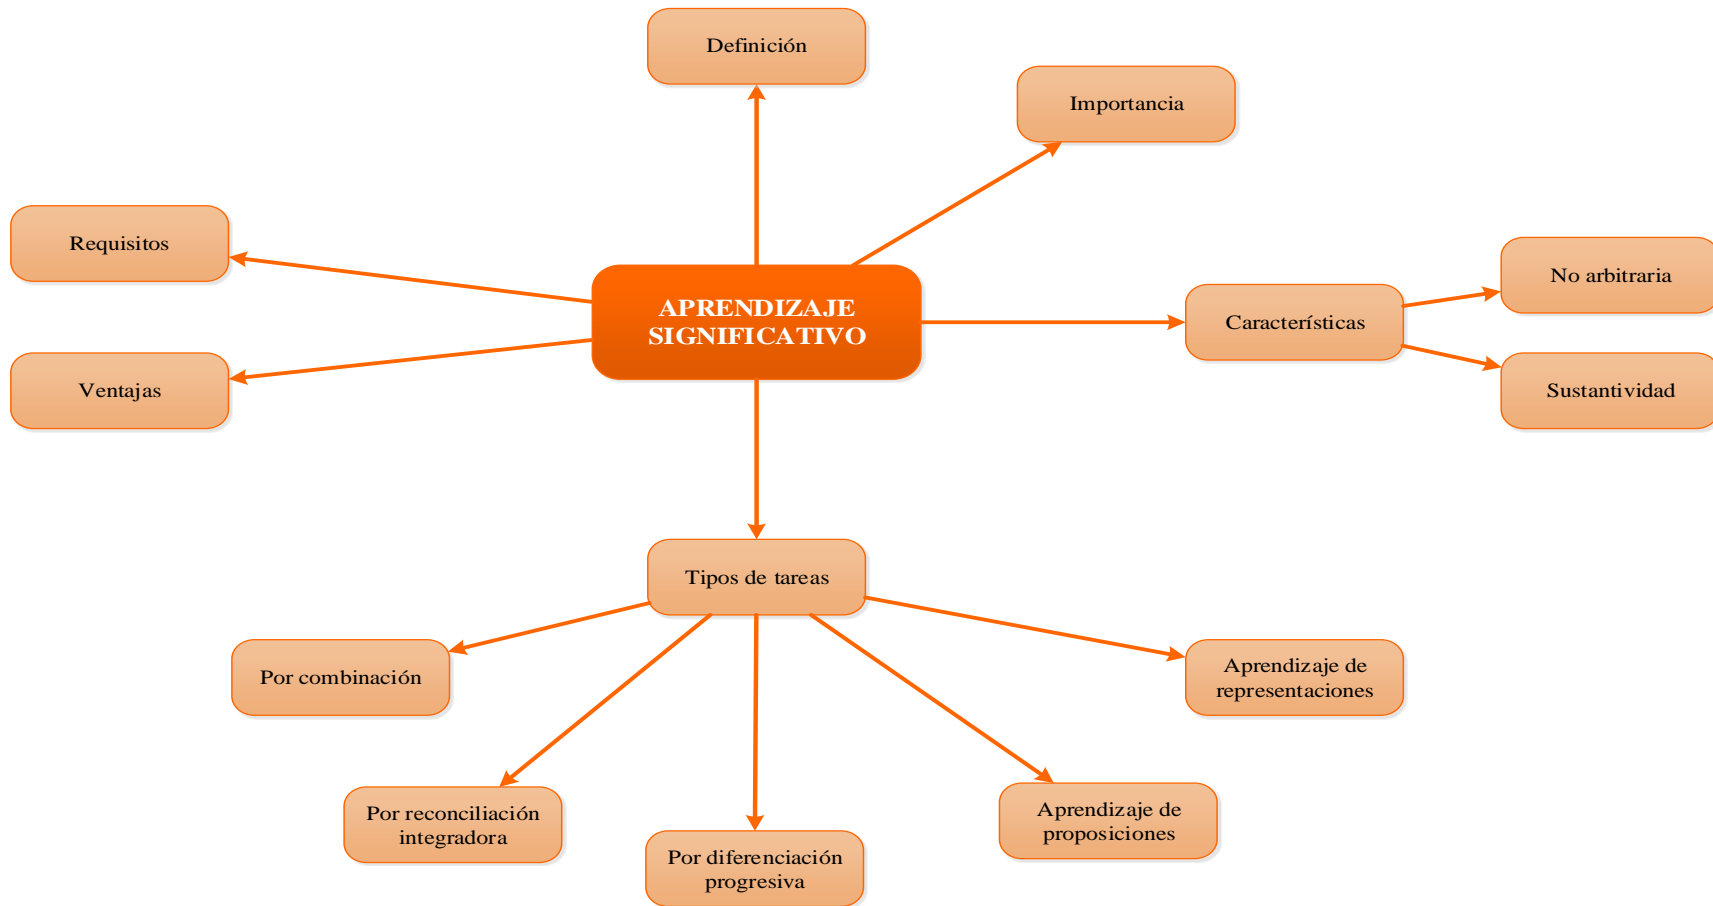 Definición
Importancia
Requisitos
No arbitraria
APRENDIZAJE
SIGNIFICATIVO
Características
Ventajas
Sustantividad
Tipos de tareas
Por combinación
Aprendizaje de
representaciones
Por reconciliación
integradora
Aprendizaje de
proposiciones
Por diferenciación
progresiva